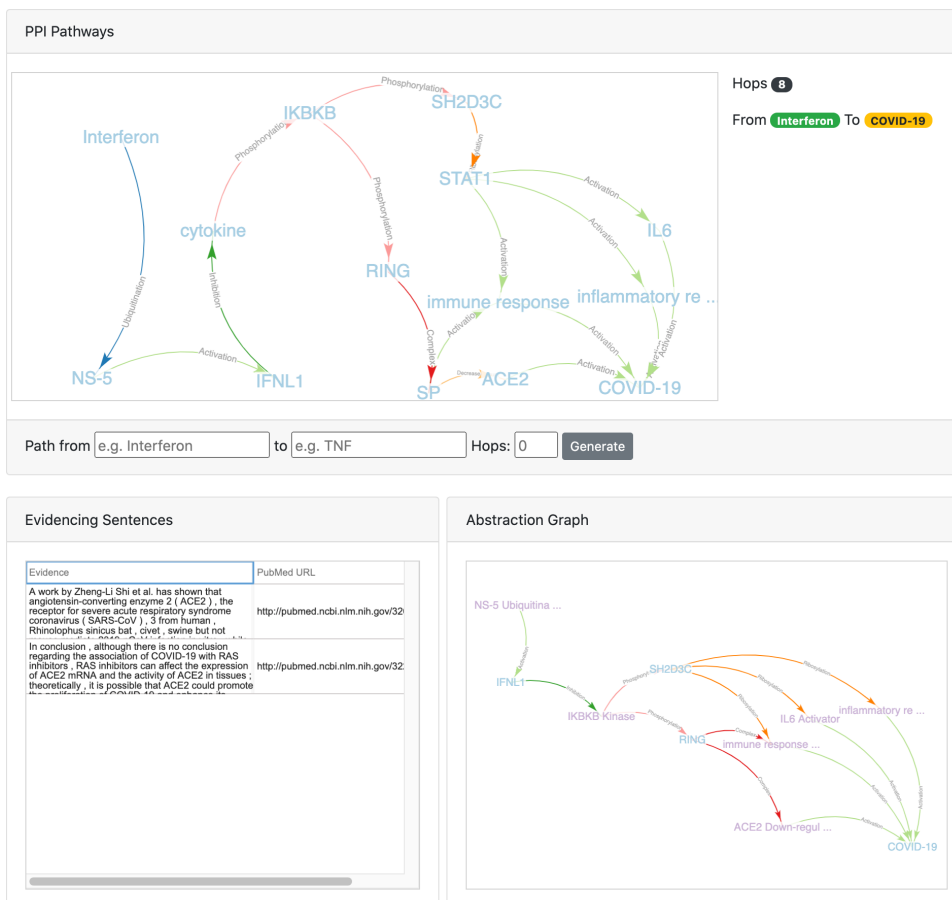 PPI Pathways
Interferon
IKBKB
SH2D3C
STAT1
cytokine
IL6
RING
immune response
inflammatory re ..
NS-5
IFNL1
SP
ACE2
COVID-19
Ubiquitination
Activation
Inhibition
Phosphorylation
Phosphorylation
Complex
Activation
Activation
Activation
Activation
Activation
Activation
Activation
Hops 8
From Interferon To COVID-19
Path from e.g. Interferon to e.g. TNF Hops: 0 Generate
Evidencing Sentences
Evidence PubMed URL
A work by Zheng-Li Shi et al. has shown that
angiotensin-converting enzyme 2 ( ACE2 ) , the
receptor for severe acute respiratory syndrome
coronavirus ( SARS-CoV ) , 3 from human ,
Rhinolophus sinicus bat , civet , swine but not
http://pubmed.ncbi.nlm.nih.gov/32
In conclusion , although there is no conclusion
regarding the association of COVID-19 with RAS
inhibitors , RAS inhibitors can affect the expression
of ACE2 mRNA and the activity of ACE2 in tissues ;
theoretically , it is possible that ACE2 could promote
http://pubmed.ncbi.nlm.nih.gov/32
Abstraction Graph
NS-5 Ubiquitina ...
IFNL1
IKBKB Kinase
SH2D3C
RING
immune response ...
IL6 Activator
inflammatory re ...
ACE2 Down-regul ...
COVID-19
Activation
Inhibition
Phosphorylation
Activation
Activation
Activation
Activation